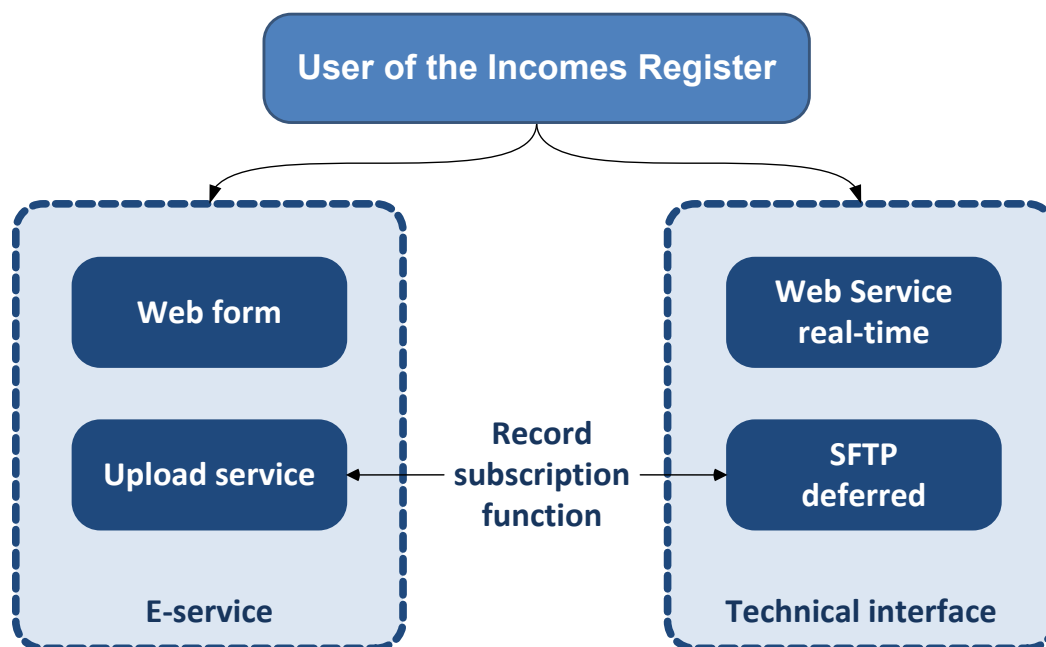 User of the Incomes Register
Web form
Upload service
E-service
Record
subscription
function
Web Service
real-time
SFTP
deferred
Technical interface